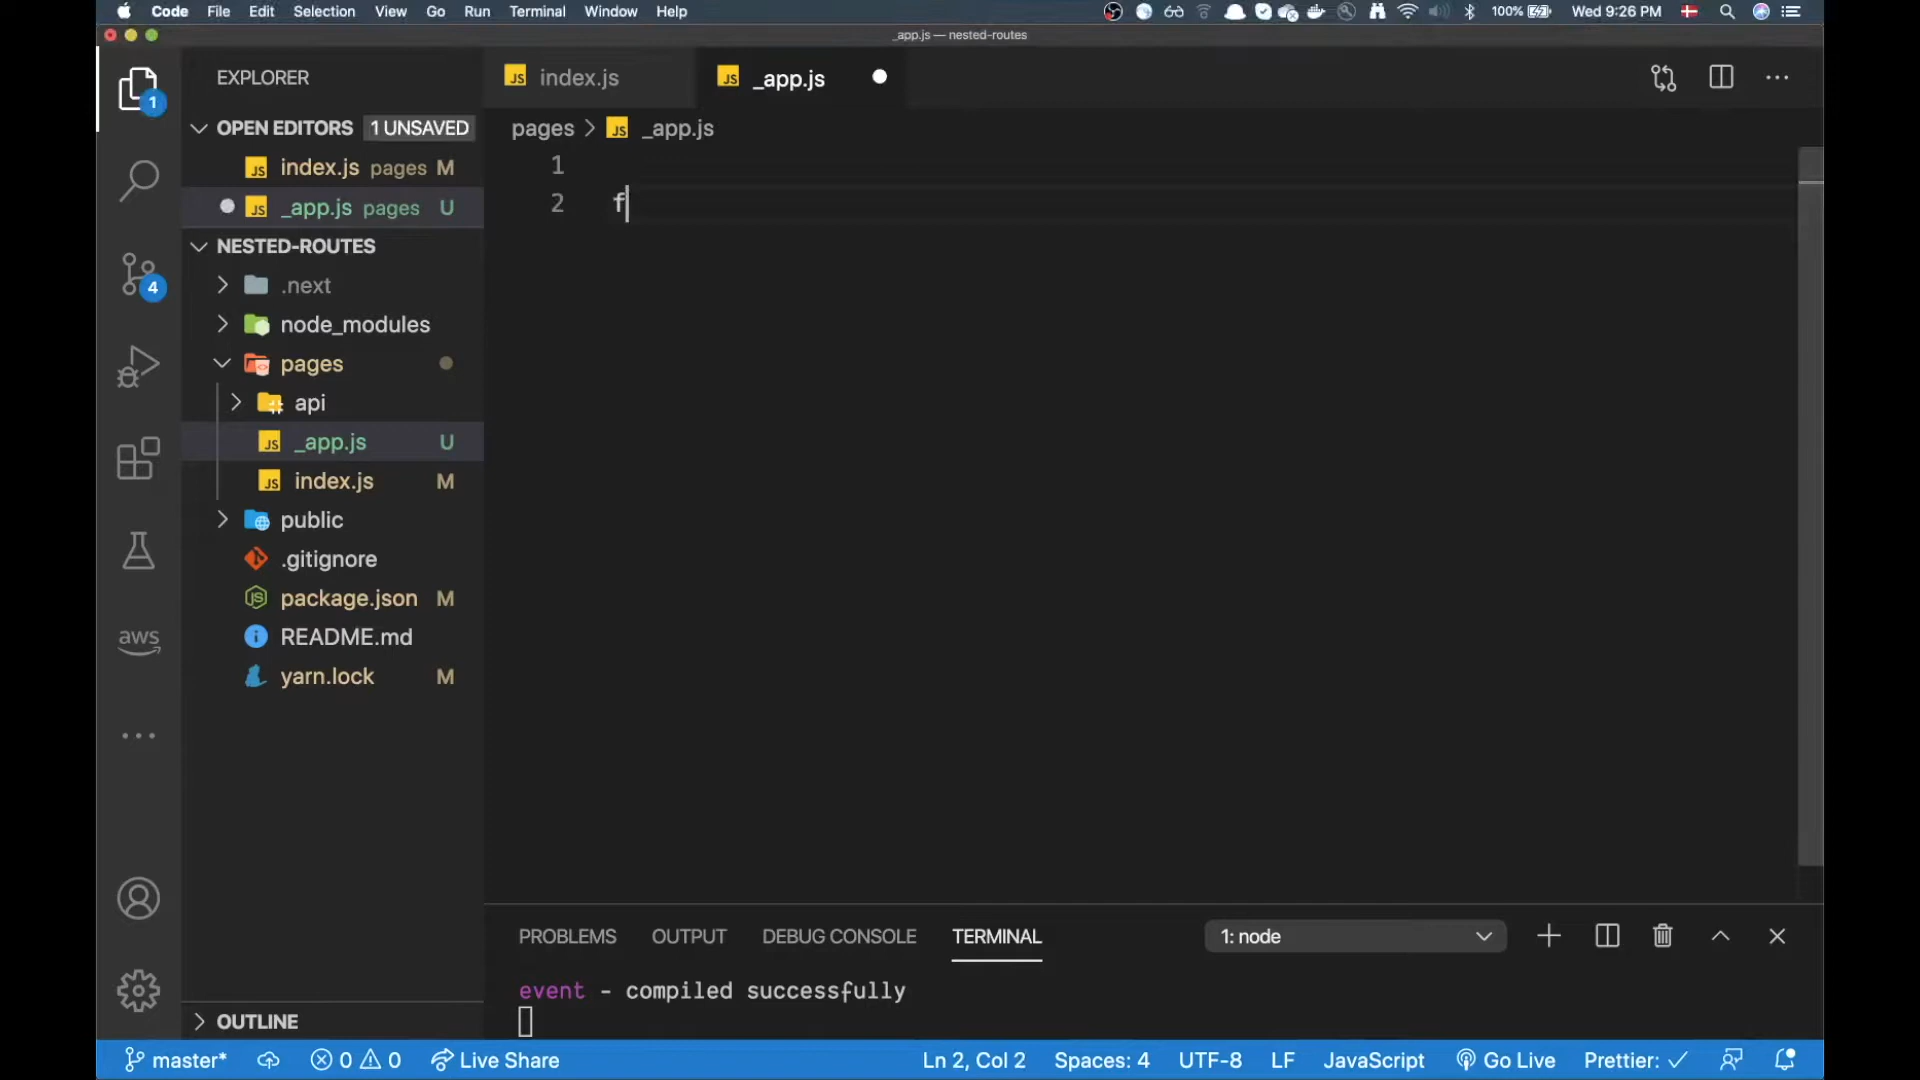 Code File Edit Selection View Go Run Terminal Window Help 100% Wed 9:26 PM
_app.js — nested-routes
EXPLORER
OPEN EDITORS 1 UNSAVED
index.js pages M
_app.js pages U
NESTED-ROUTES
.next
node_modules
pages
api
_app.js U
index.js M
public
.gitignore
package.json M
README.md
yarn.lock M
OUTLINE
1
4
aws
index.js _app.js
pages > JS _app.js
1
2 f
PROBLEMS OUTPUT DEBUG CONSOLE TERMINAL 1: node
event - compiled successfully
master* 0 0 Live Share Ln 2, Col 2 Spaces: 4 UTF-8 LF JavaScript Go Live Prettier: ✓